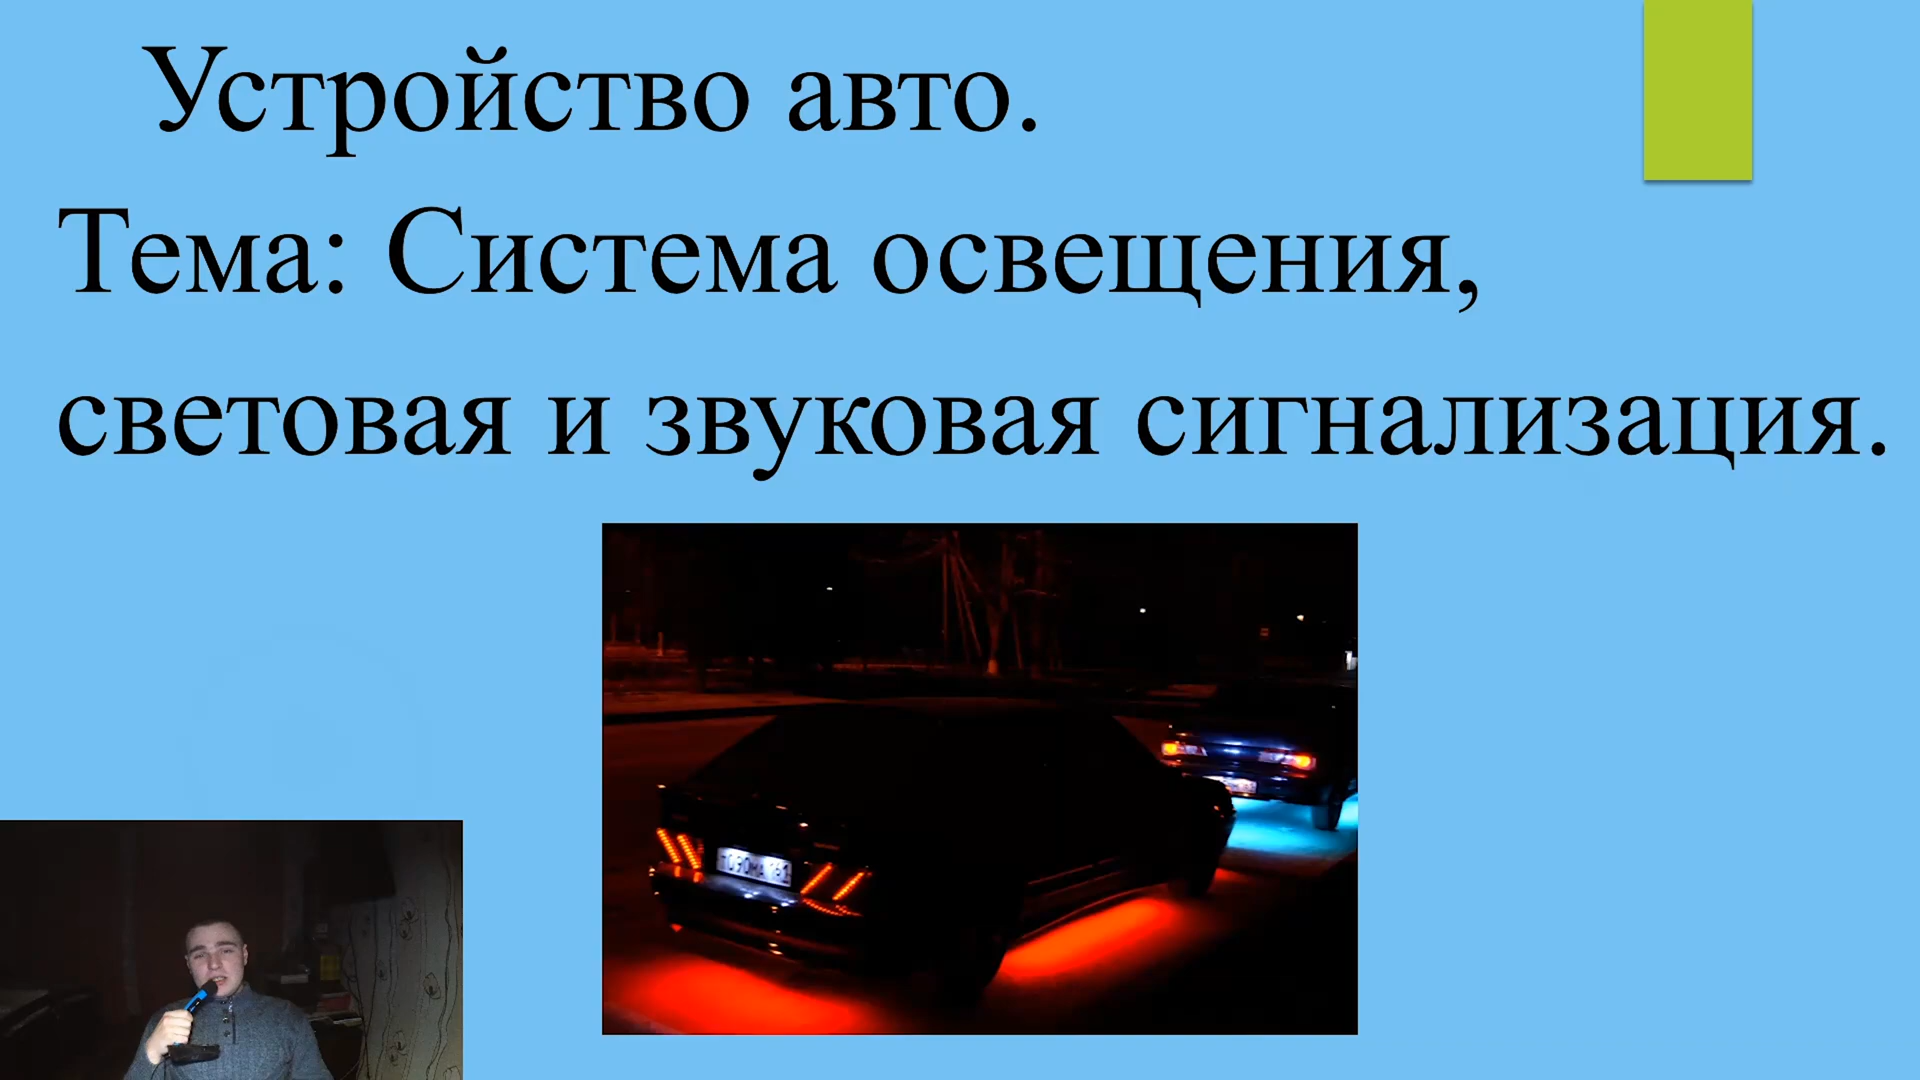 Устройство авто.
Тема: Система освещения,
световая и звуковая сигнализация.